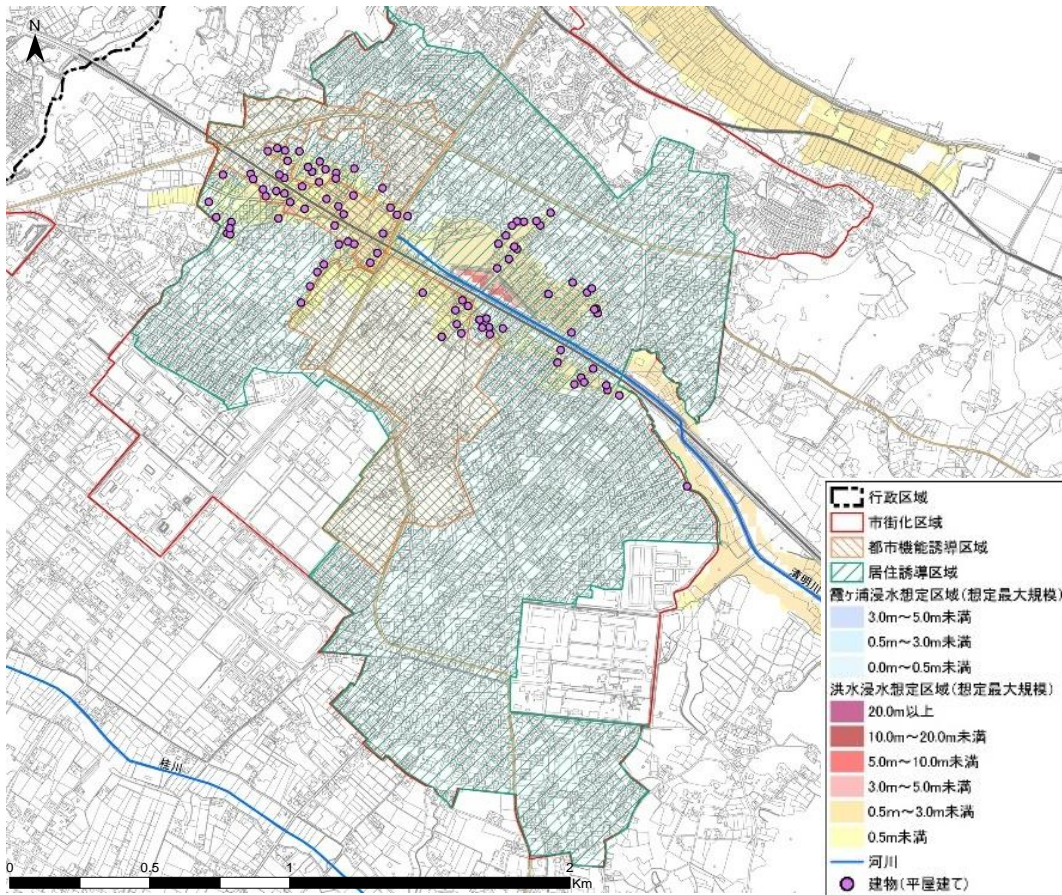 N
清明川
桂川
行政区域
市街化区域
都市機能誘導区域
居住誘導区域
霞ヶ浦浸水想定区域(想定最大規模)
3.0m～5.0m未満
0.5m～3.0m未満
0.0m～0.5m未満
洪水浸水想定区域(想定最大規模)
20.0m以上
10.0m～20.0m未満
5.0m～10.0m未満
3.0m～5.0m未満
0.5m～3.0m未満
0.5m未満
河川
建物(平屋建て)
0 0.5 1 2
Km